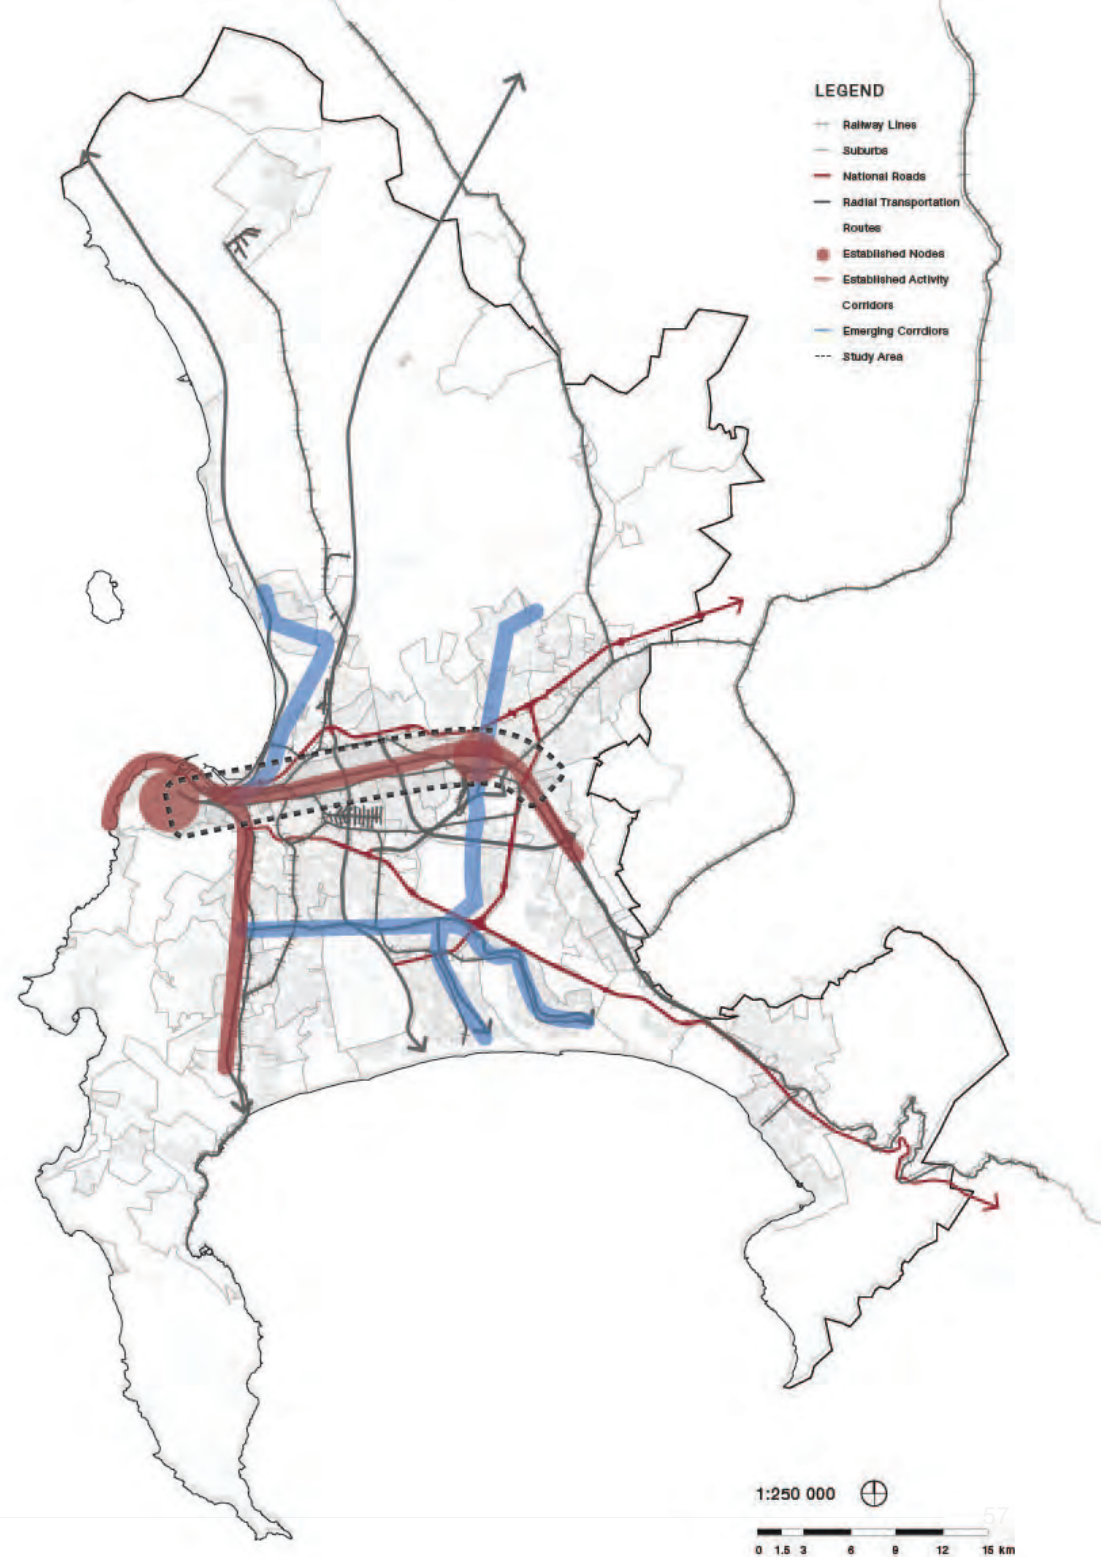 LEGEND
Railway Lines
Suburbs
National Roads
Radial Transportation
Routes
Established Nodes
Established Activity
Corridors
Emerging Corrdiors
Study Area
1:250 000
57
0 1.5 3 6 9 12 15 km